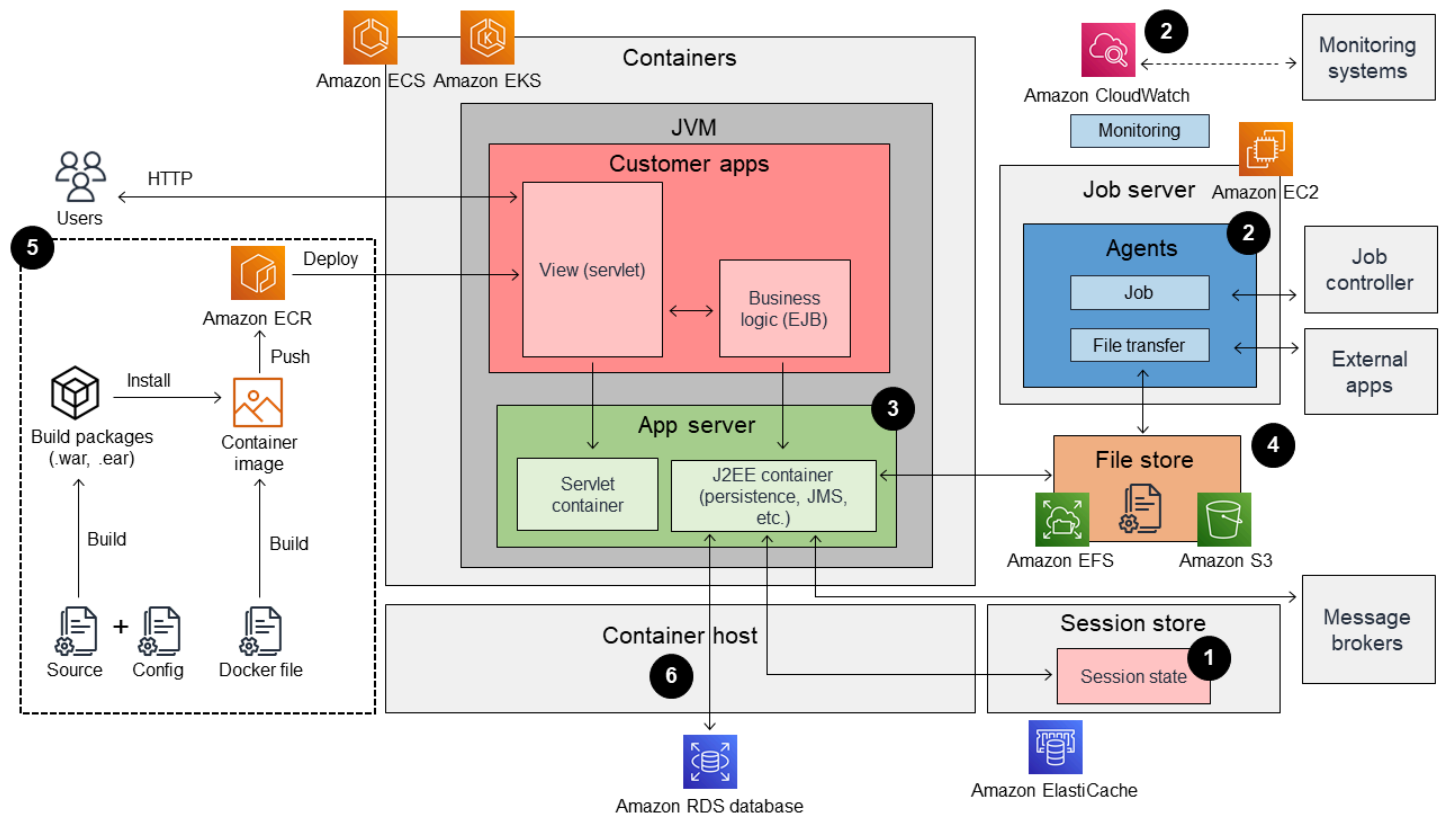 Amazon ECS
Amazon EKS
Containers
JVM
Customer apps
View (servlet)
Business
logic (EJB)
App server
3
Servlet
container
J2EE container
(persistence, JMS,
etc.)
Users
HTTP
5
Amazon ECR
Deploy
Push
Install
Build packages
(.war, .ear)
Container
image
Build
Build
Source
+
Config
Docker file
Container host
6
Amazon RDS database
2
Amazon CloudWatch
Monitoring
Monitoring
systems
Job server
Amazon EC2
2
Agents
Job
File transfer
Job
controller
External
apps
4
File store
Amazon EFS
Amazon S3
Message
brokers
Session store
1
Session state
Amazon ElastiCache